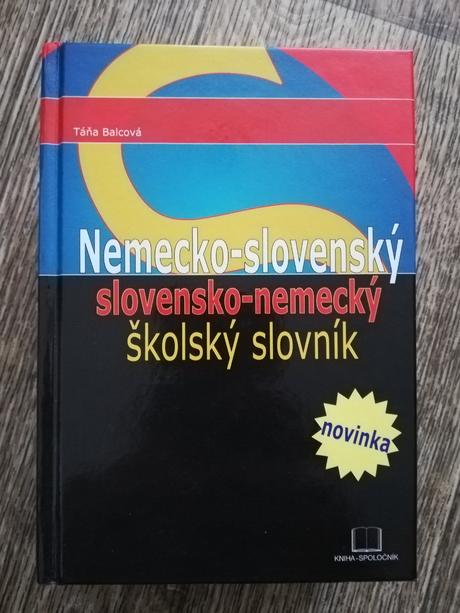 Táňa Balcová
Nemecko-slovenský
slovensko-nemecký
školský slovník
novinka
KNIHA-SPOLOČNÍK